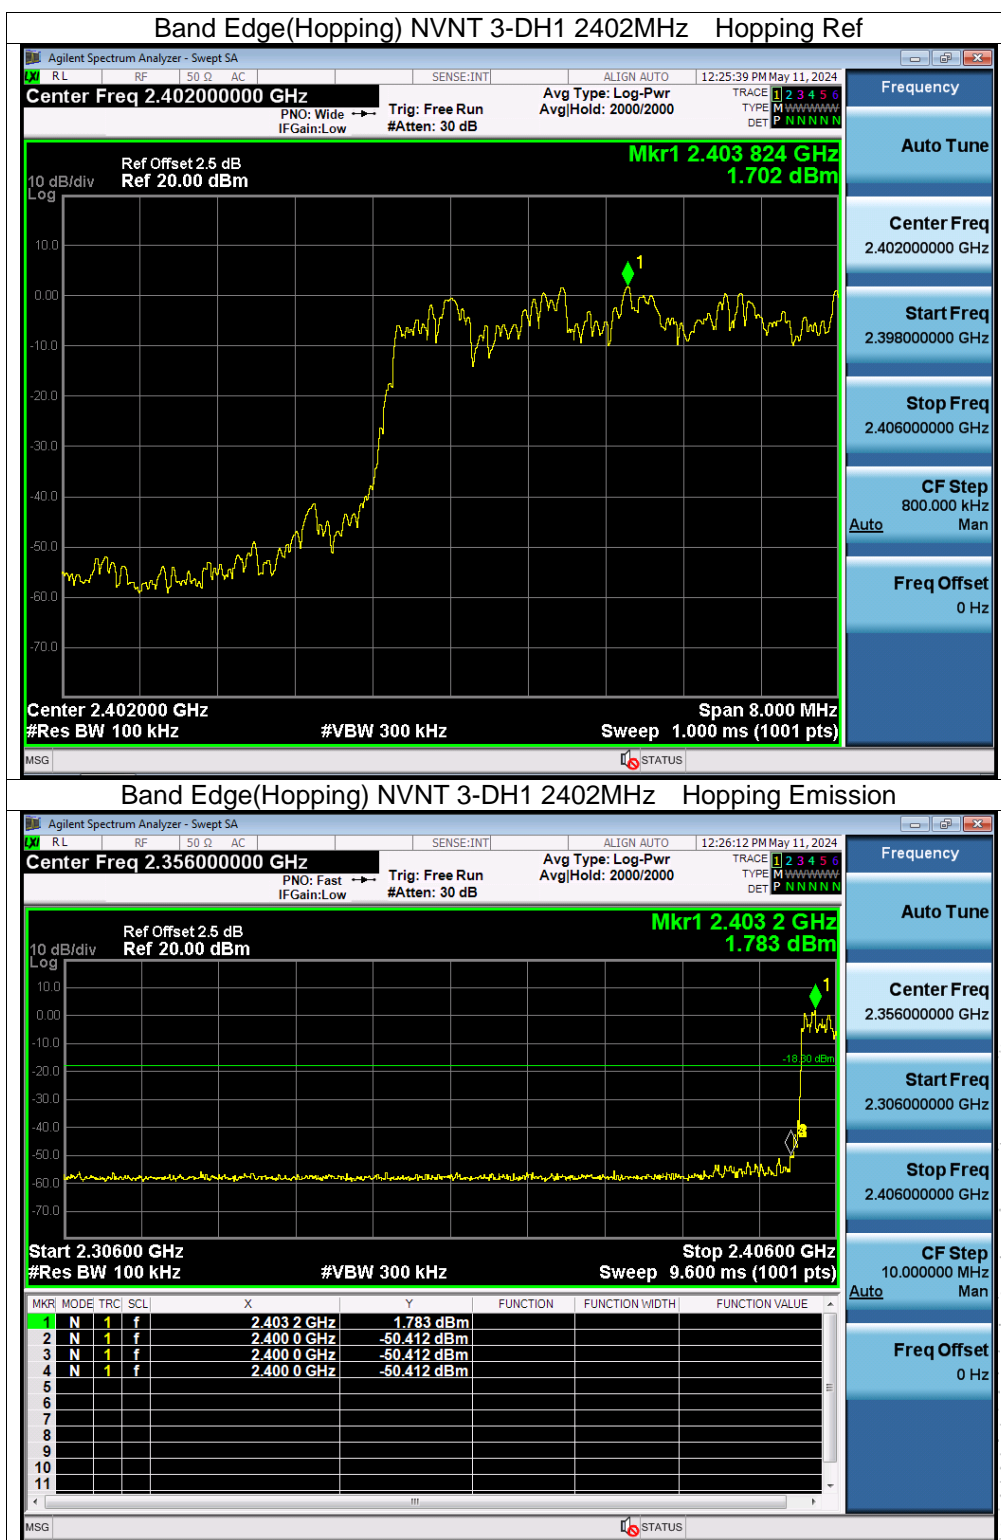 Band Edge(Hopping) NVNT 3-DH1 2402MHz Hopping Ref
Agilent Spectrum Analyzer - Swept SA
LXI RL RF 50 Ω AC SENSE:INT ALIGN AUTO 12:25:39 PM May 11, 2024
Center Freq 2.402000000 GHz
PNO: Wide
IFGain:Low
Trig: Free Run
#Atten: 30 dB
Avg Type: Log-Pwr
Avg|Hold: 2000/2000
TRACE 1 2 3 4 5 6
TYPE M WWWWW
DET P N N N N N
Ref Offset 2.5 dB
10 dB/div Ref 20.00 dBm
Log
Mkr1 2.403 824 GHz
1.702 dBm
1
10.0
0.00
-10.0
-20.0
-30.0
-40.0
-50.0
-60.0
-70.0
Center 2.402000 GHz Span 8.000 MHz
#Res BW 100 kHz #VBW 300 kHz Sweep 1.000 ms (1001 pts)
MSG STATUS
Frequency
Auto Tune
Center Freq
2.402000000 GHz
Start Freq
2.398000000 GHz
Stop Freq
2.406000000 GHz
CF Step
800.000 kHz
Auto Man
Freq Offset
0 Hz
Band Edge(Hopping) NVNT 3-DH1 2402MHz Hopping Emission
Agilent Spectrum Analyzer - Swept SA
LXI RL RF 50 Ω AC SENSE:INT ALIGN AUTO 12:26:12 PM May 11, 2024
Center Freq 2.356000000 GHz
PNO: Fast
IFGain:Low
Trig: Free Run
#Atten: 30 dB
Avg Type: Log-Pwr
Avg|Hold: 2000/2000
TRACE 1 2 3 4 5 6
TYPE M WWWWW
DET P N N N N N
Ref Offset 2.5 dB
10 dB/div Ref 20.00 dBm
Log
Mkr1 2.403 2 GHz
1.783 dBm
1
10.0
0.00
-10.0
-18.30 dBm
-20.0
-30.0
-40.0
-50.0
-60.0
-70.0
Start 2.30600 GHz Stop 2.40600 GHz
#Res BW 100 kHz #VBW 300 kHz Sweep 9.600 ms (1001 pts)
MKR MODE TRC SCL X Y FUNCTION FUNCTION WIDTH FUNCTION VALUE
1 N 1 f 2.403 2 GHz 1.783 dBm
2 N 1 f 2.400 0 GHz -50.412 dBm
3 N 1 f 2.400 0 GHz -50.412 dBm
4 N 1 f 2.400 0 GHz -50.412 dBm
5
6
7
8
9
10
11
MSG STATUS
Frequency
Auto Tune
Center Freq
2.356000000 GHz
Start Freq
2.306000000 GHz
Stop Freq
2.406000000 GHz
CF Step
10.000000 MHz
Auto Man
Freq Offset
0 Hz